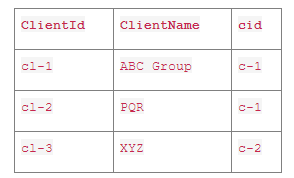 ClientId ClientName cid
cl-1 ABC Group c-1
cl-2 PQR c-1
cl-3 XYZ c-2